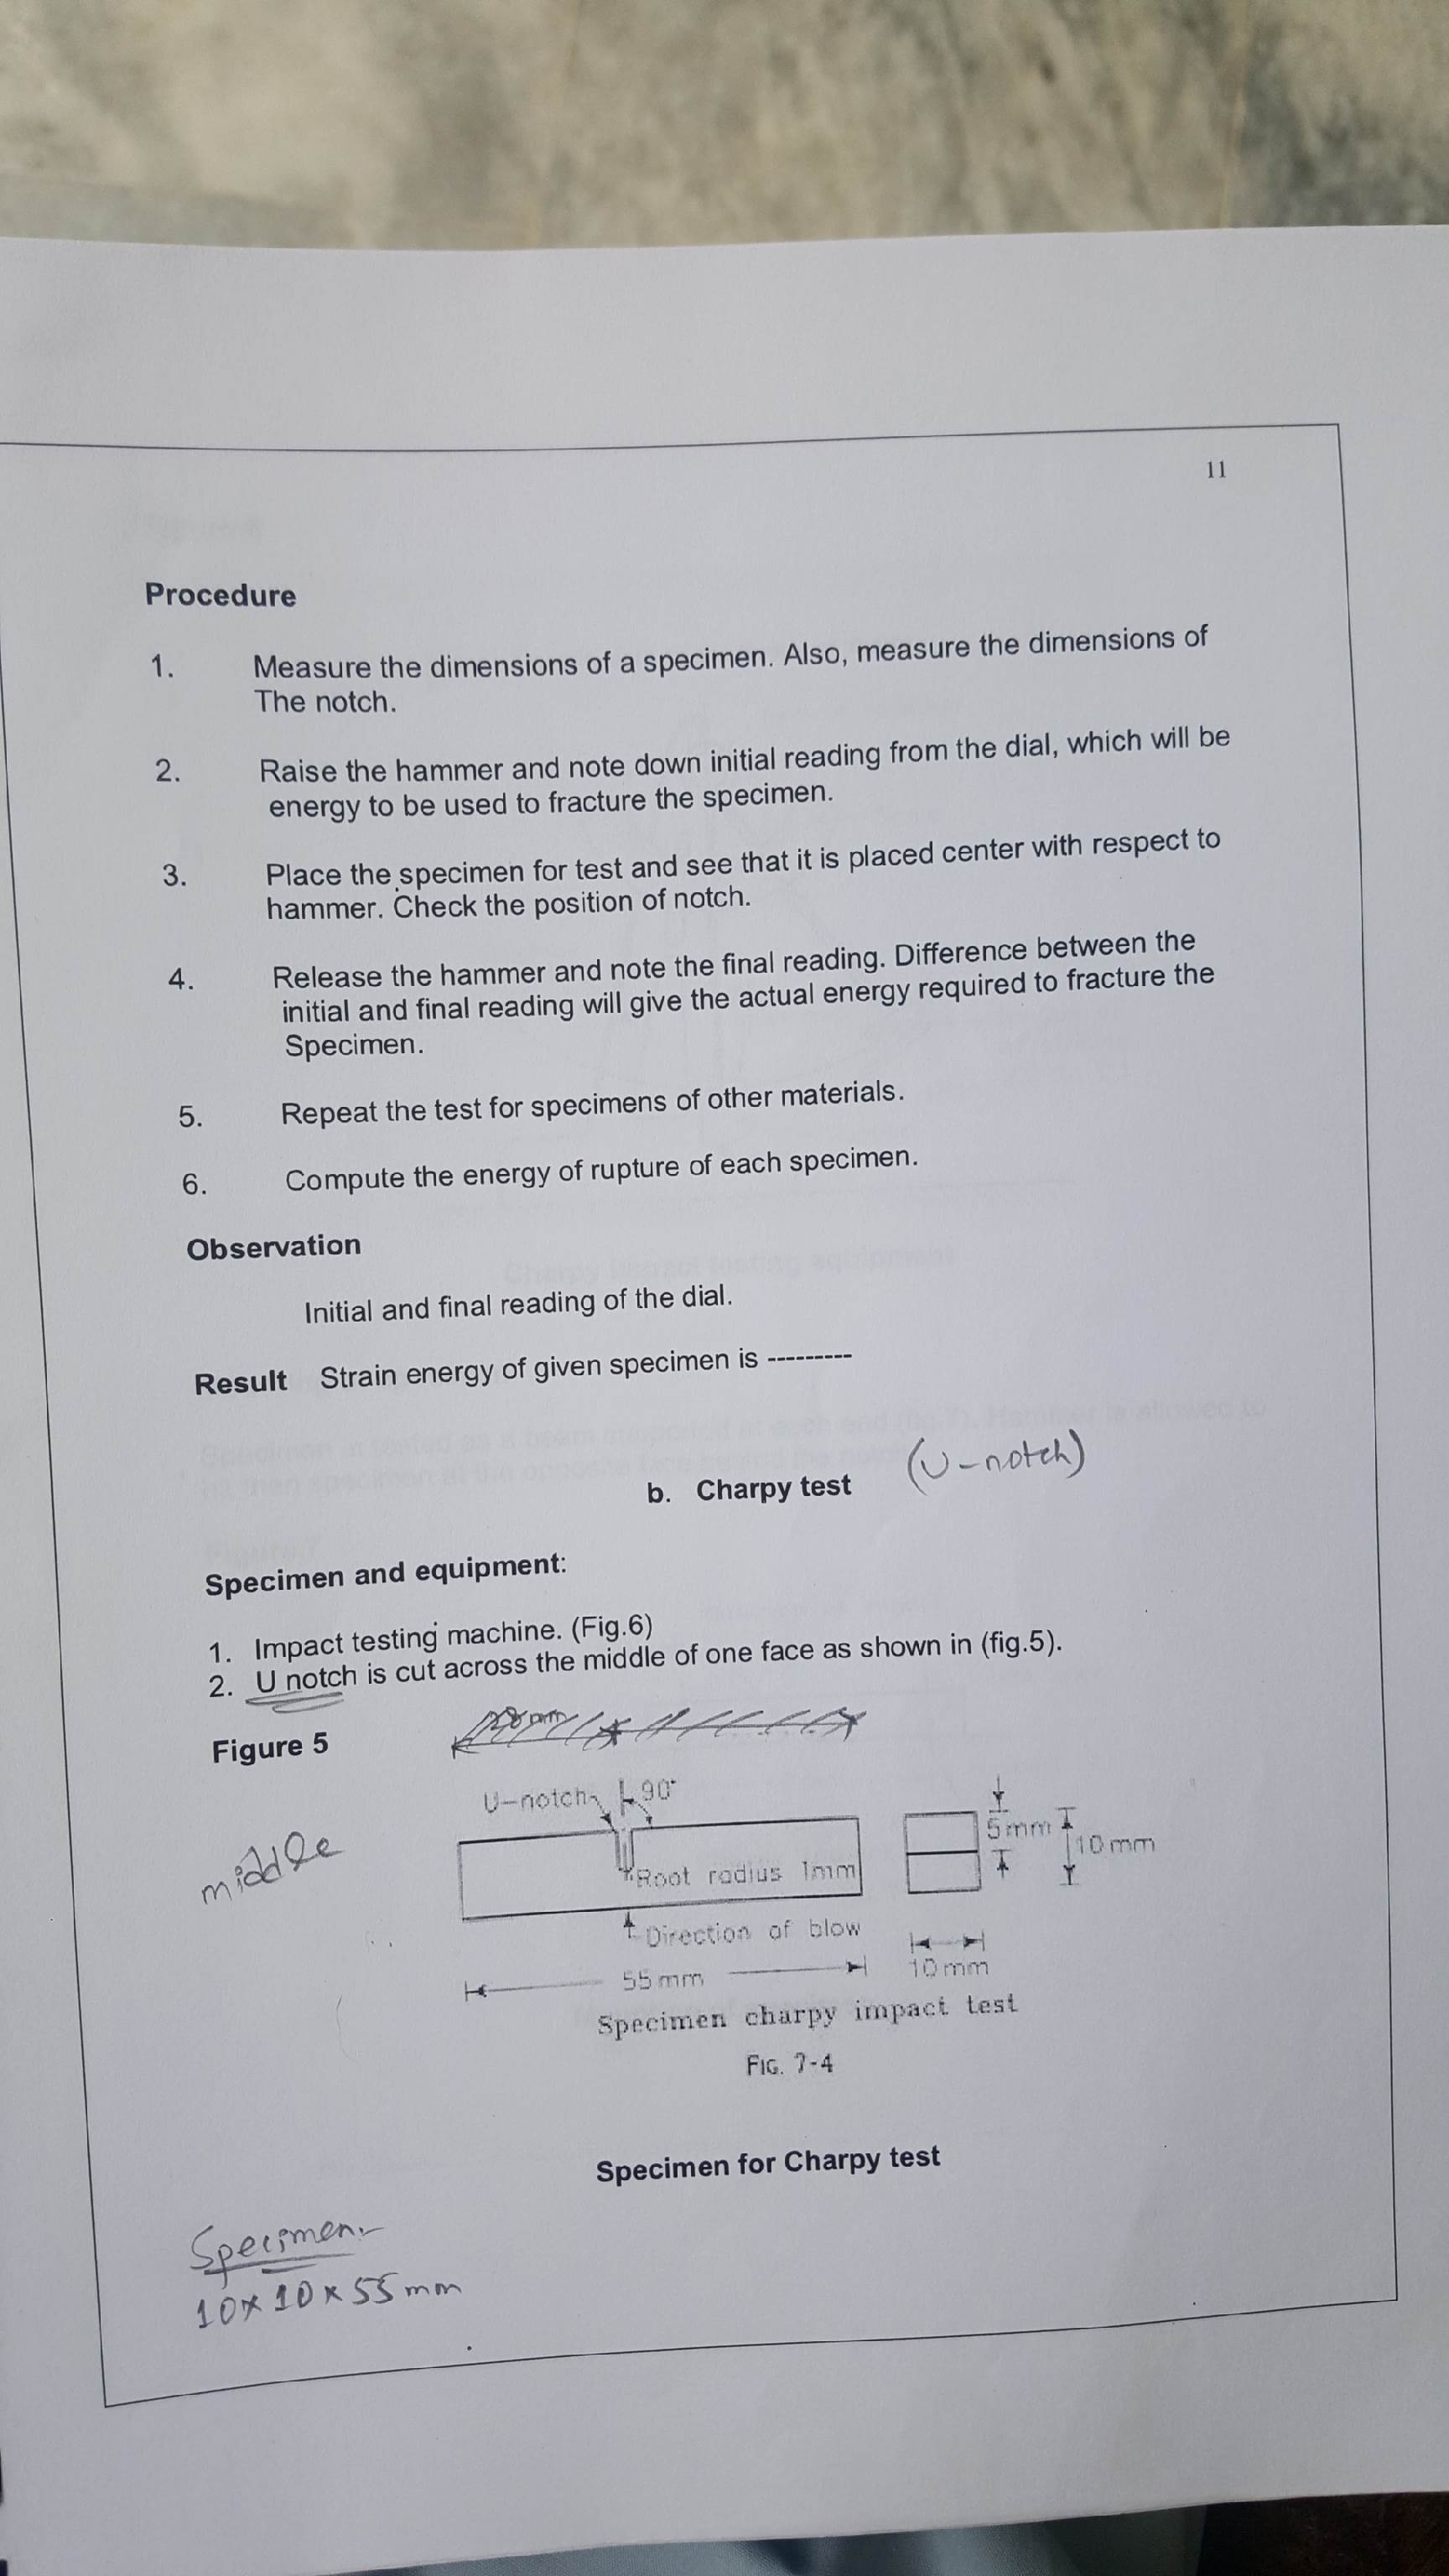 11
Procedure
1. Measure the dimensions of a specimen. Also, measure the dimensions of
The notch.
2. Raise the hammer and note down initial reading from the dial, which will be
energy to be used to fracture the specimen.
3. Place the specimen for test and see that it is placed center with respect to
hammer. Check the position of notch.
4. Release the hammer and note the final reading. Difference between the
initial and final reading will give the actual energy required to fracture the
Specimen.
5. Repeat the test for specimens of other materials.
6. Compute the energy of rupture of each specimen.
Observation
Initial and final reading of the dial.
Result Strain energy of given specimen is ---------
b. Charpy test (U-notch)
Specimen and equipment:
1. Impact testing machine. (Fig.6)
2. U notch is cut across the middle of one face as shown in (fig.5).
Figure 5
U-notch 90°
middle
5mm
10mm
Root radius 1mm
Direction of blow
55mm
10mm
Specimen charpy impact test
FIG. 7-4
Specimen for Charpy test
Specimen
10x10x55mm